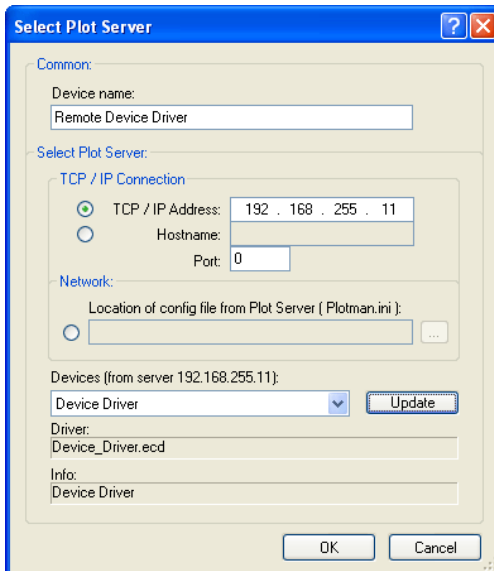 Select Plot Server
Common:
Device name:
Remote Device Driver
Select Plot Server:
TCP / IP Connection
TCP / IP Address: 192 . 168 . 255 . 11
Hostname:
Port: 0
Network:
Location of config file from Plot Server ( Plotman.ini ):
...
Devices (from server 192.168.255.11):
Device Driver Update
Driver:
Device_Driver.ecd
Info:
Device Driver
OK Cancel